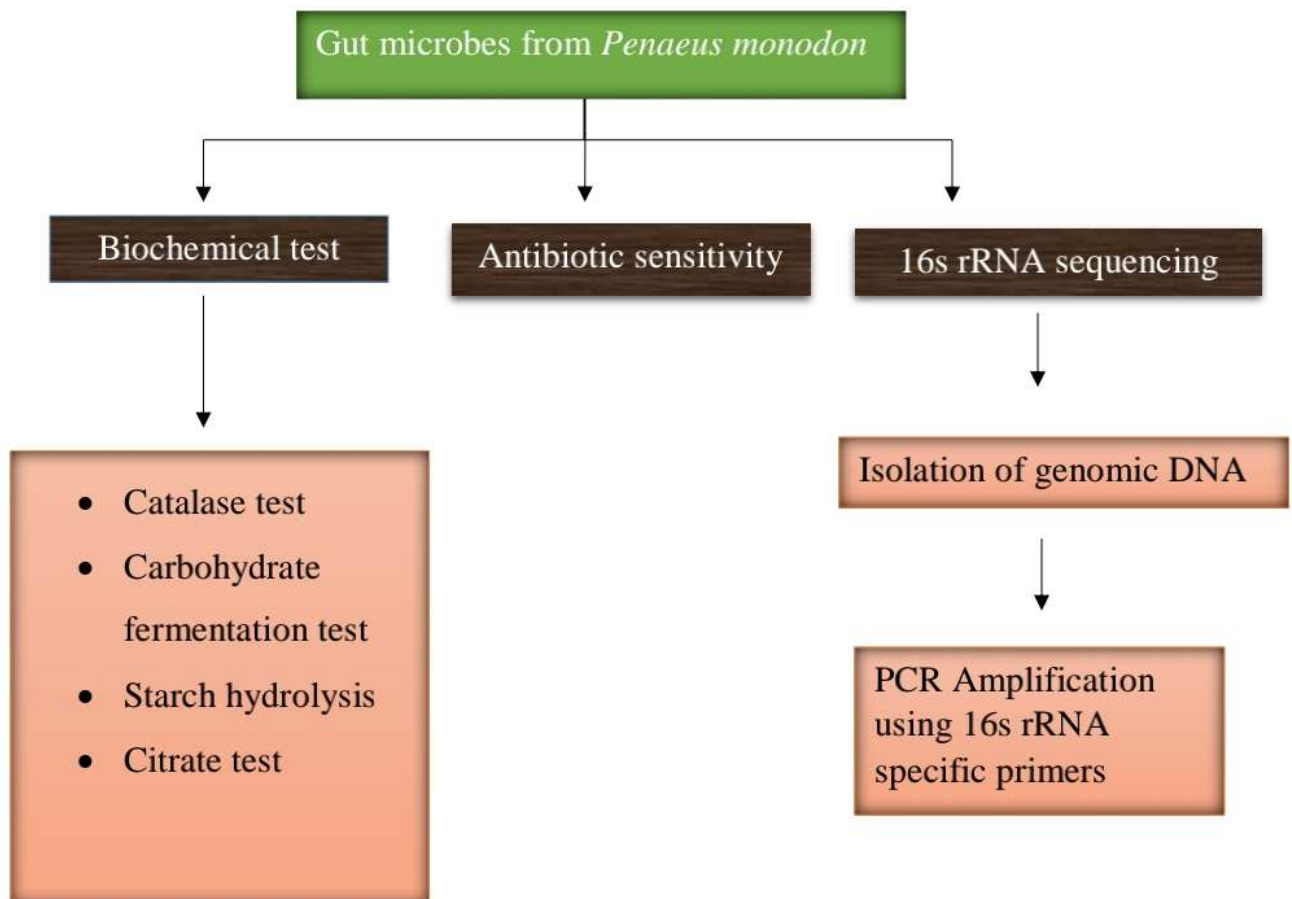 Gut microbes from Penaeus monodon
Biochemical test
Antibiotic sensitivity
16s rRNA sequencing
• Catalase test
• Carbohydrate
fermentation test
• Starch hydrolysis
• Citrate test
Isolation of genomic DNA
PCR Amplification
using 16s rRNA
specific primers